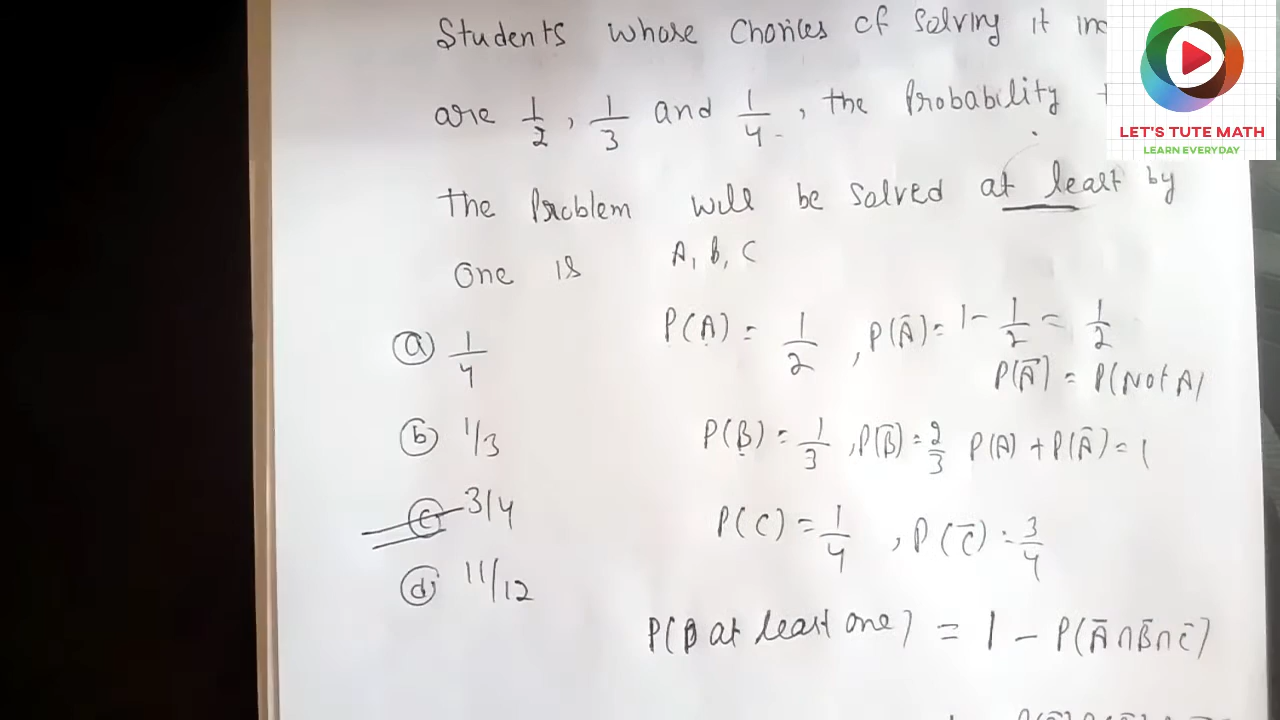 Students whose Chances of Solving it
are 1/2, 1/3 and 1/4, the Probability
the Problem will be Solved at least by
One is A, B, C
(a) 1/4
(b) 1/3
(c) 3/4
(d) 11/12
P(A) = 1/2, P(Ā) = 1 - 1/2 = 1/2
P(Ā) = P(Not A)
P(B) = 1/3, P(B̄) = 2/3 P(A) + P(Ā) = 1
P(C) = 1/4, P(C̄) = 3/4
P(at least one) = 1 - P(Ā∩B̄∩C̄)
LET'S TUTE MATH
LEARN EVERYDAY